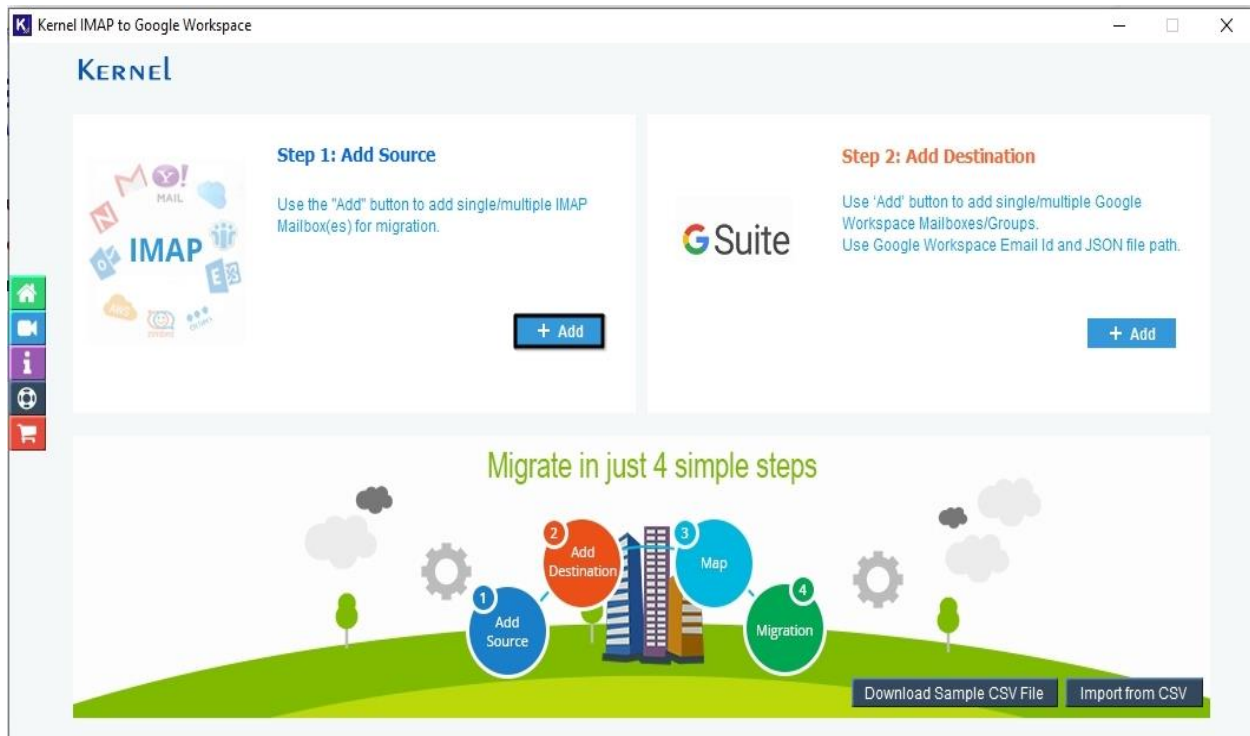 Kernel IMAP to Google Workspace
KERNEL
Step 1: Add Source
Use the "Add" button to add single/multiple IMAP
Mailbox(es) for migration.
Y!
MAIL
N
IMAP
O
E
AWS
zimbra
+ Add
Step 2: Add Destination
Use 'Add' button to add single/multiple Google
Workspace Mailboxes/Groups.
Use Google Workspace Email Id and JSON file path.
G Suite
+ Add
Migrate in just 4 simple steps
1
Add
Source
2
Add
Destination
3
Map
4
Migration
Download Sample CSV File
Import from CSV